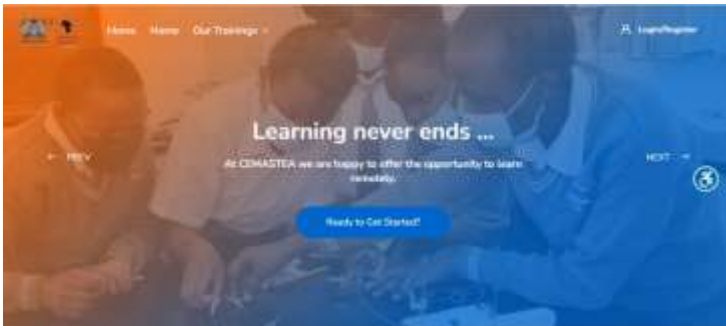 Home Home Our Trainings
Login/Register
Learning never ends ...
← PREV
NEXT →
At CEMASTEA we are happy to offer the opportunity to learn
remotely.
Ready to Get Started?